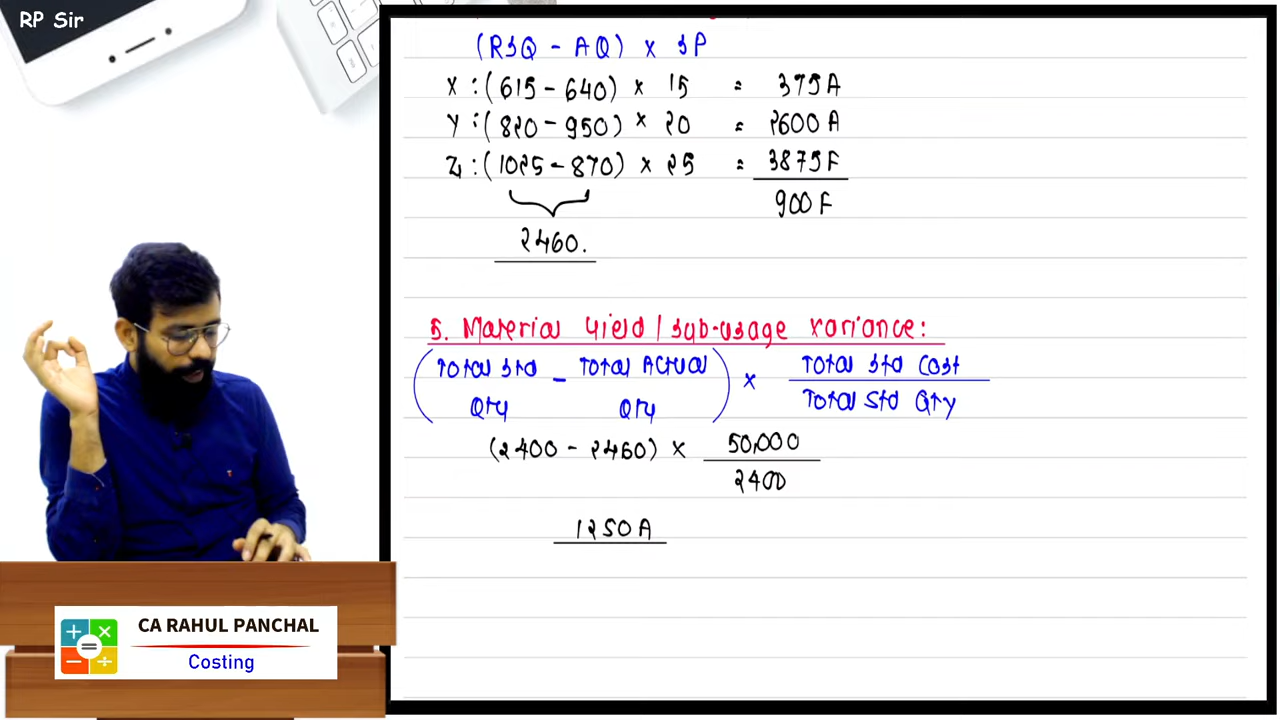 RP Sir
(RSQ - AQ) × SP
X : (615 - 640) × 15 = 375 A
Y : (820 - 950) × 20 = 2600 A
Z : (1025 - 870) × 25 = 3875 F
900 F
2460.
5. Material Yield / Sub-usage variance:
(Total Std Qty - Total Actual Qty) × Total Std Cost / Total Std Qty
(2400 - 2460) × 50,000 / 2400
1250 A
CA RAHUL PANCHAL
Costing